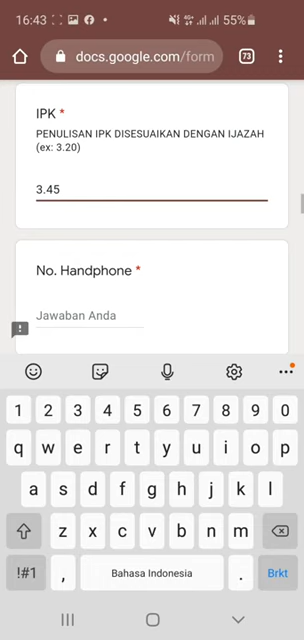 16:43
4G+
55%
docs.google.com/form
73
IPK *
PENULISAN IPK DISESUAIKAN DENGAN IJAZAH
(ex: 3.20)
3.45
No. Handphone *
Jawaban Anda
1 2 3 4 5 6 7 8 9 0
q w e r t y u i o p
a s d f g h j k l
z x c v b n m
!#1 , Bahasa Indonesia . Brkt